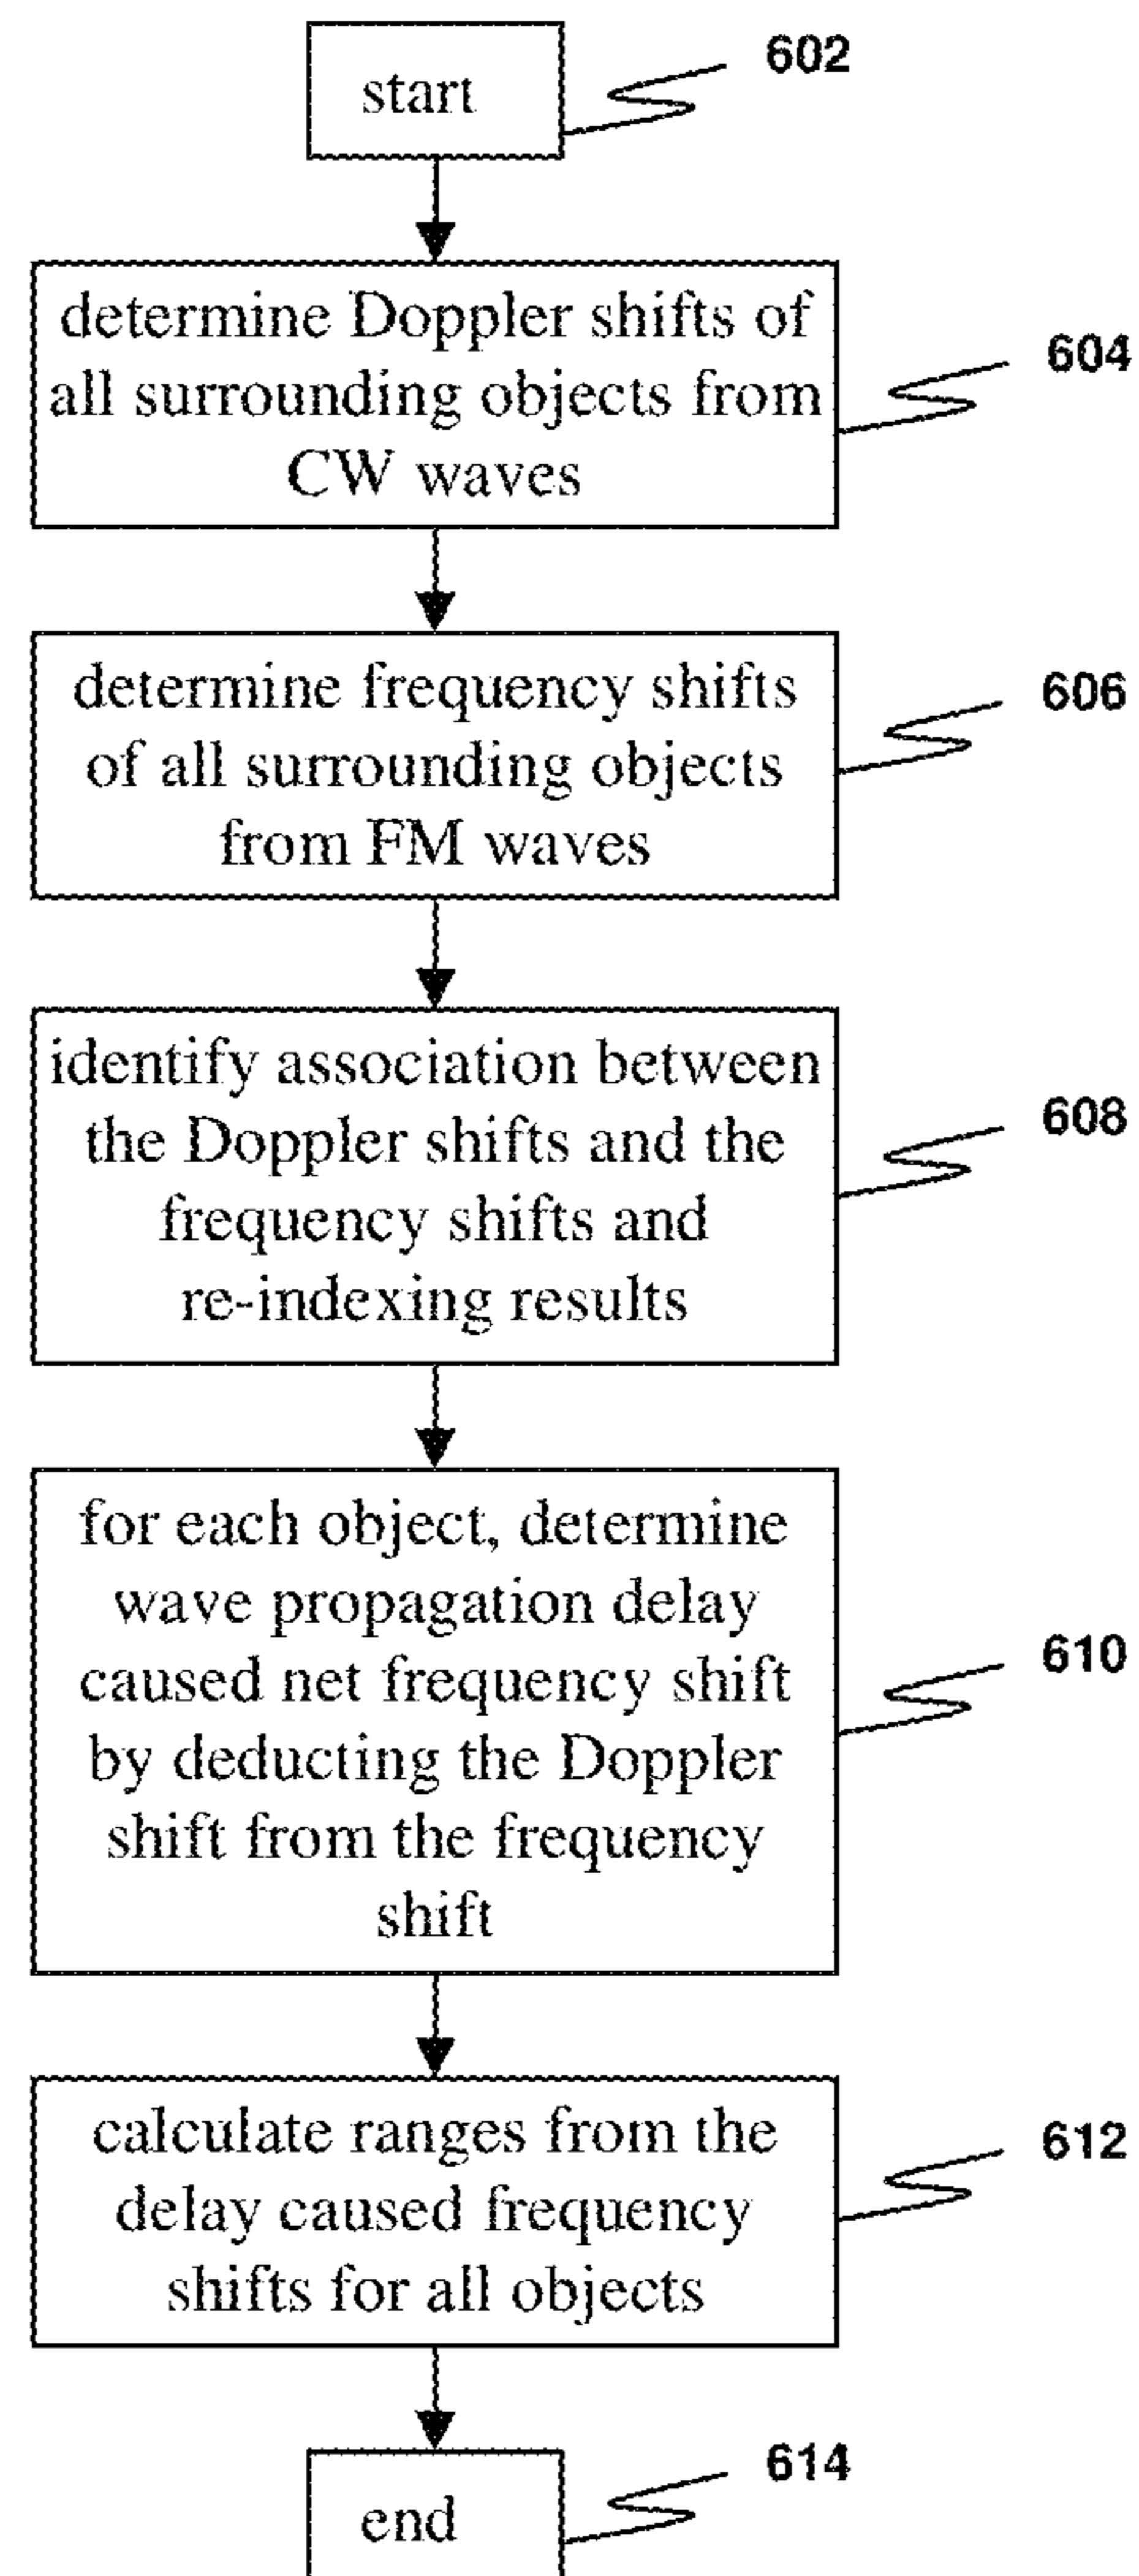 start
602
determine Doppler shifts of
all surrounding objects from
CW waves
604
determine frequency shifts
of all surrounding objects
from FM waves
606
identify association between
the Doppler shifts and the
frequency shifts and
re-indexing results
608
for each object, determine
wave propagation delay
caused net frequency shift
by deducting the Doppler
shift from the frequency
shift
610
calculate ranges from the
delay caused frequency
shifts for all objects
612
end
614